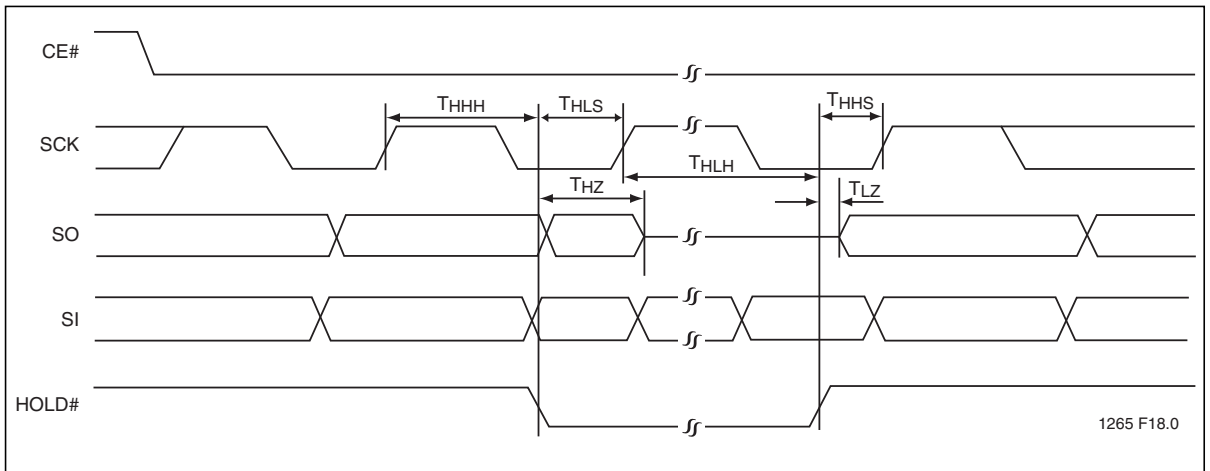 CE#
THHH
THLS
THHS
SCK
THLH
THZ
TLZ
SO
SI
HOLD#
1265 F18.0